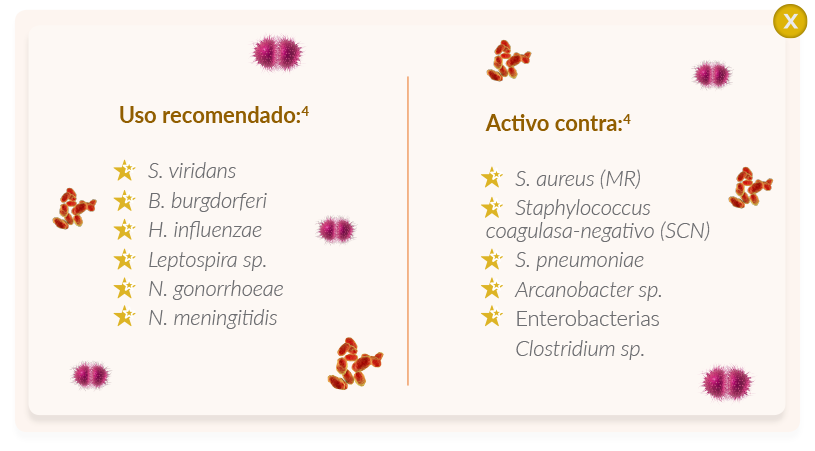 X
Uso recomendado:4
S. viridans
B. burgdorferi
H. influenzae
Leptospira sp.
N. gonorrhoeae
N. meningitidis
Activo contra:4
S. aureus (MR)
Staphylococcus
coagulasa-negativo (SCN)
S. pneumoniae
Arcanobacter sp.
Enterobacterias
Clostridium sp.